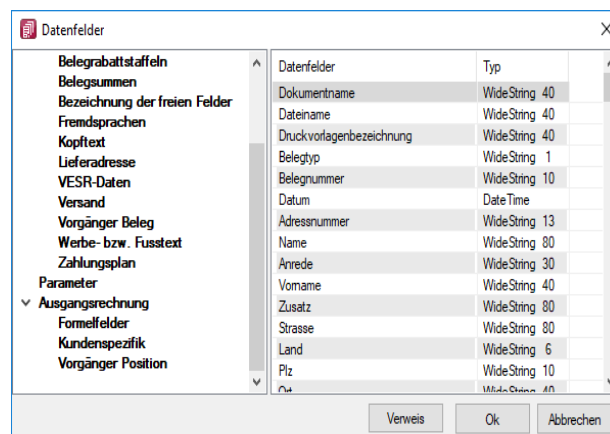 Datenfelder
Belegrabattstaffeln
Belegsummen
Bezeichnung der freien Felder
Fremdsprachen
Kopftext
Lieferadresse
VESR-Daten
Versand
Vorgänger Beleg
Werbe- bzw. Fusstext
Zahlungsplan
Parameter
Ausgangsrechnung
Formelfelder
Kundenspezifik
Vorgänger Position
Datenfelder Typ
Dokumentname WideString 40
Dateiname WideString 40
Druckvorlagenbezeichnung WideString 40
Belegtyp WideString 1
Belegnummer WideString 10
Datum DateTime
Adressnummer WideString 13
Name WideString 80
Anrede WideString 30
Vorname WideString 40
Zusatz WideString 80
Strasse WideString 80
Land WideString 6
Plz WideString 10
Ort WideString 40
Verweis Ok Abbrechen